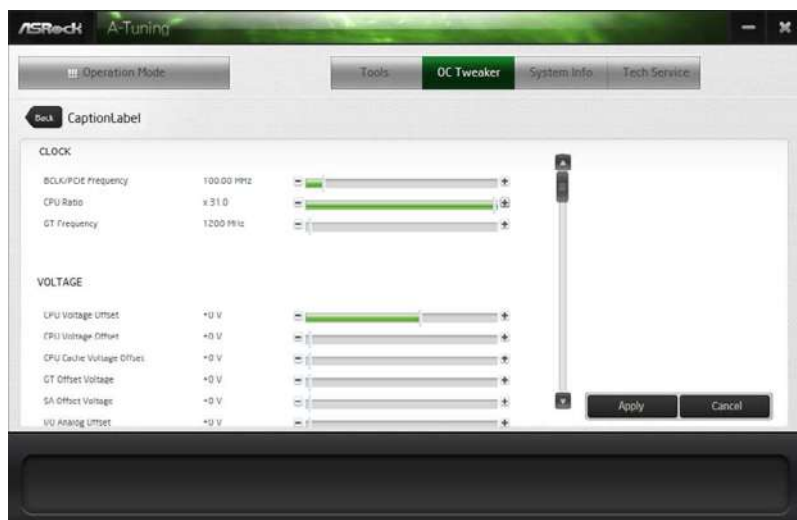 ASRock A-Tuning
Operation Mode Tools OC Tweaker System Info Tech Service
Back CaptionLabel
CLOCK
BCLK/PCIE Frequency 100.00 MHz
CPU Ratio x 31.0
GT Frequency 1200 MHz
VOLTAGE
CPU Voltage Offset +0 V
CPU Voltage Offset +0 V
CPU Cache Voltage Offset +0 V
GT Offset Voltage +0 V
SA Offset Voltage +0 V
I/O Analog Offset +0 V
Apply Cancel